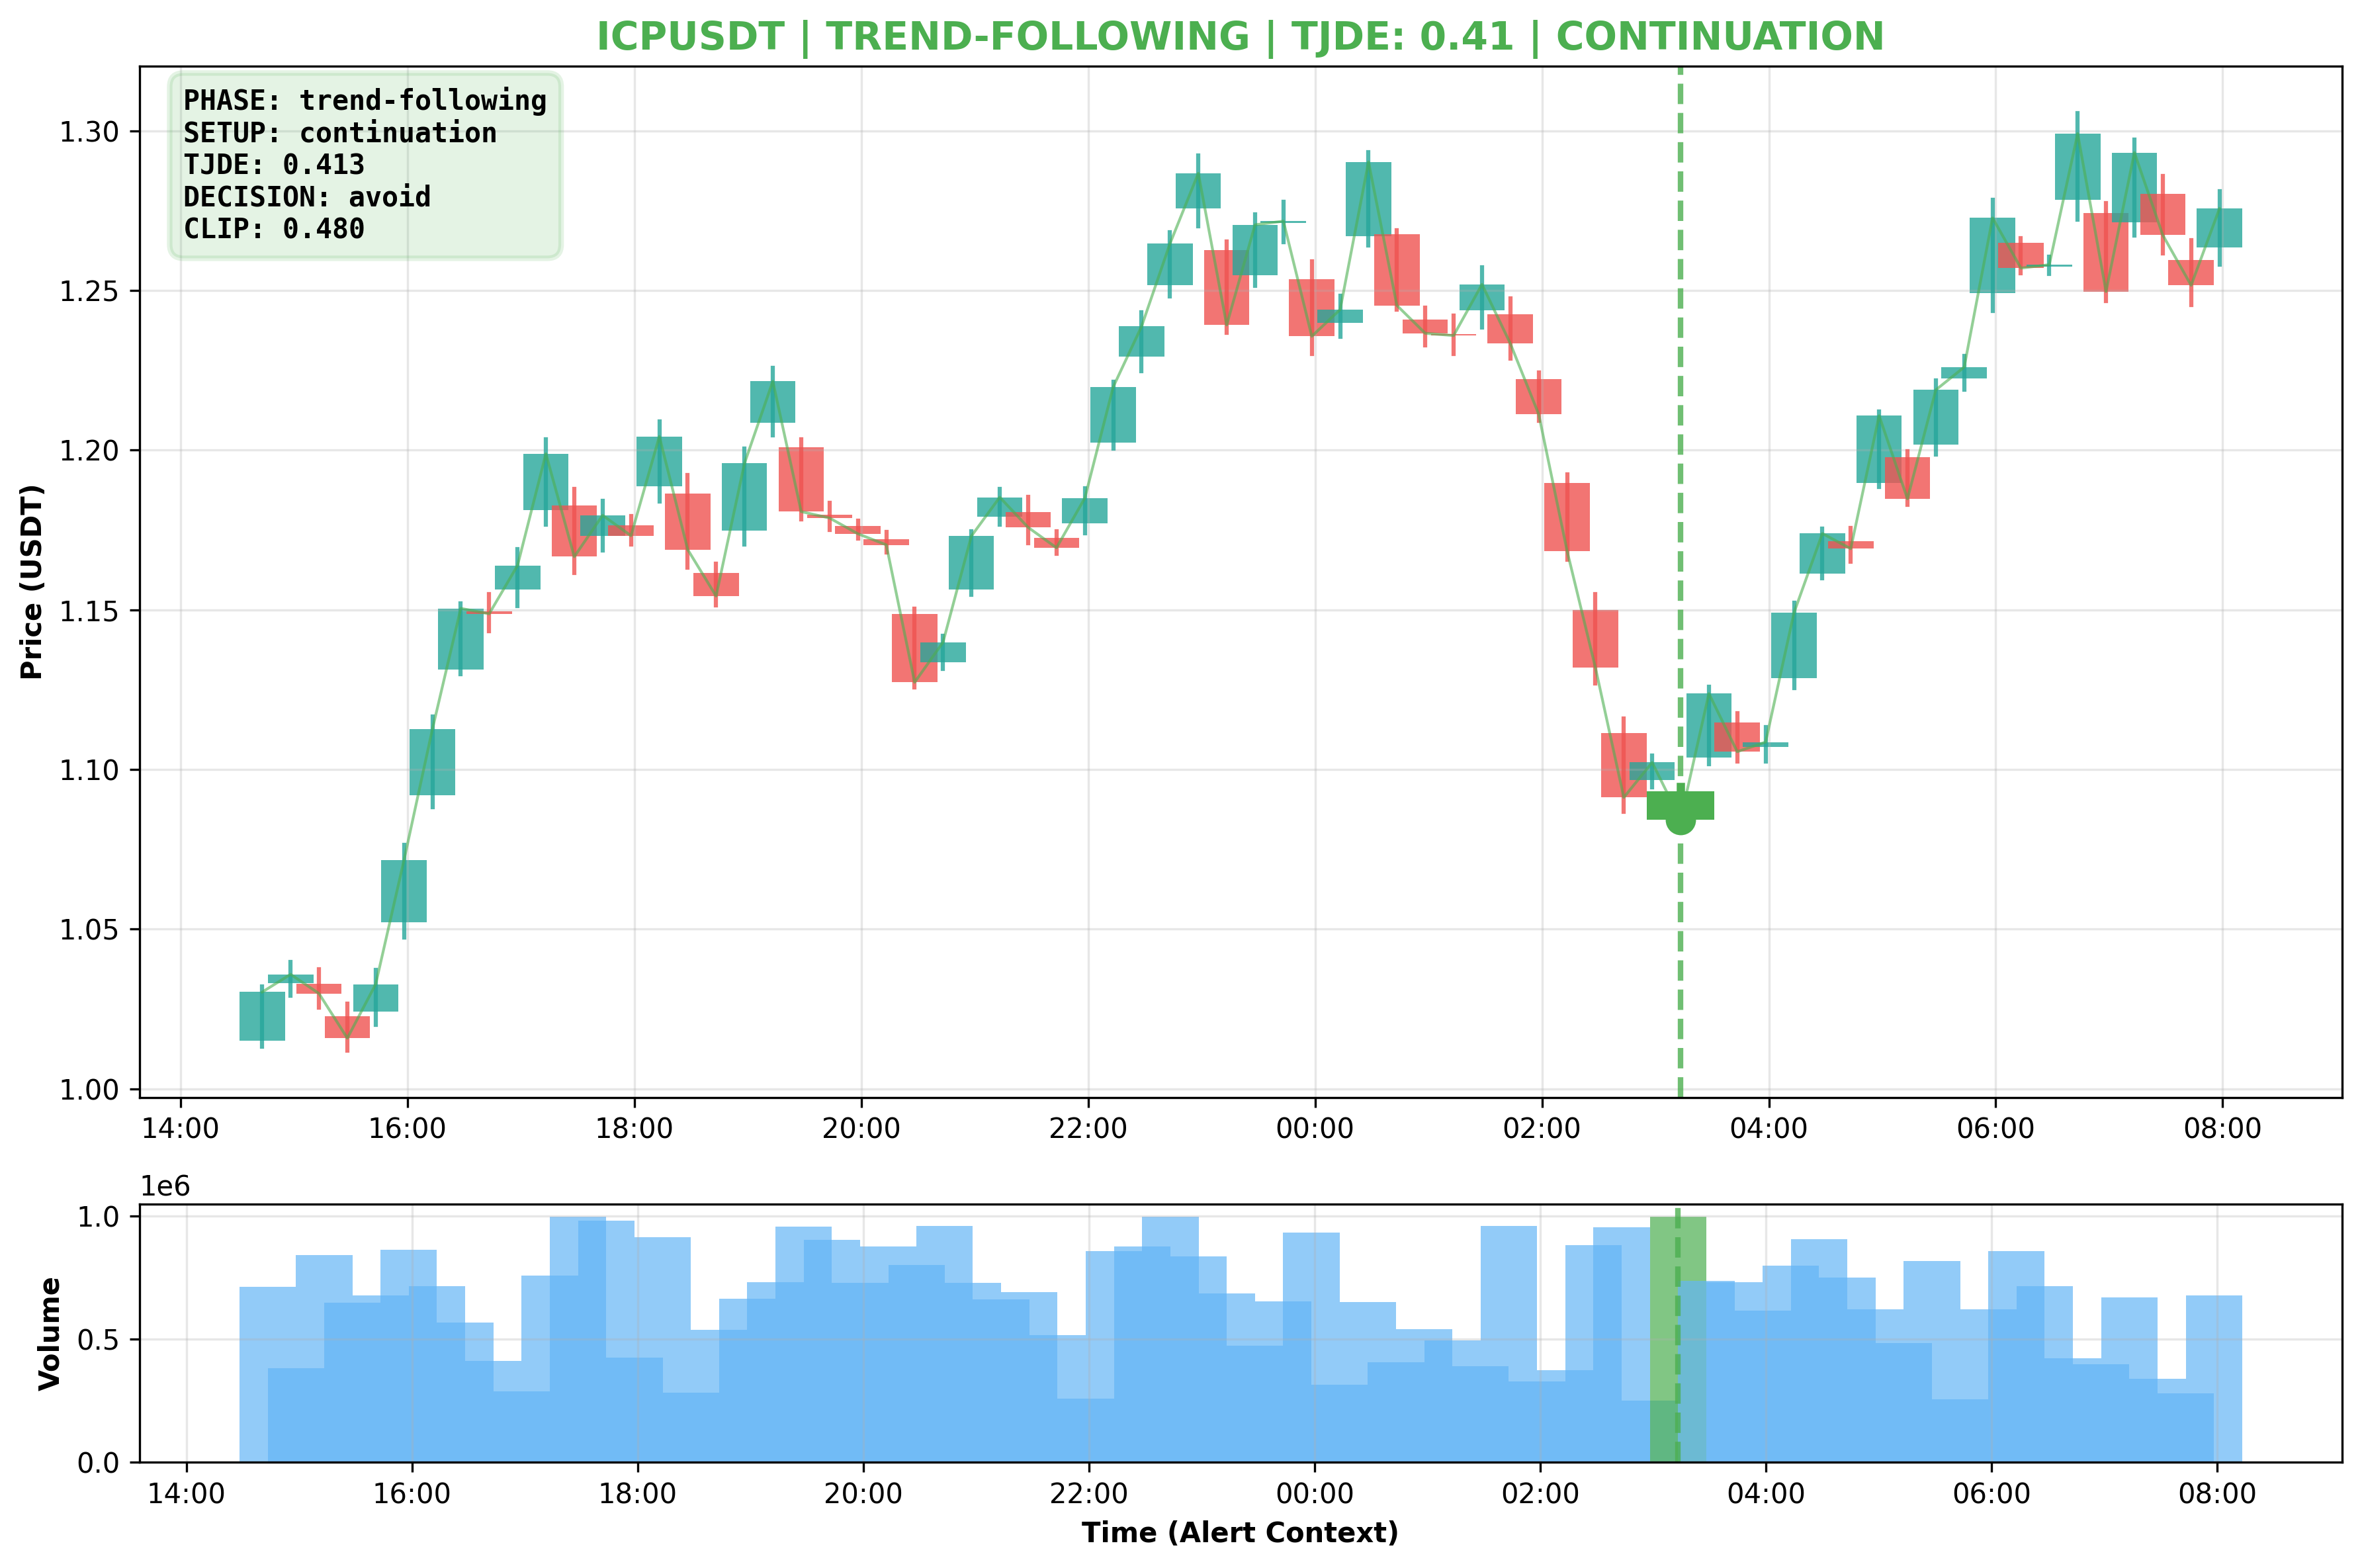 ICPUSDT | TREND-FOLLOWING | TJDE: 0.41 | CONTINUATION
PHASE: trend-following
SETUP: continuation
TJDE: 0.413
DECISION: avoid
CLIP: 0.480
Price (USDT)
1.30
1.25
1.20
1.15
1.10
1.05
1.00
14:00 16:00 18:00 20:00 22:00 00:00 02:00 04:00 06:00 08:00
1e6
Volume
1.0
0.5
0.0
14:00 16:00 18:00 20:00 22:00 00:00 02:00 04:00 06:00 08:00
Time (Alert Context)